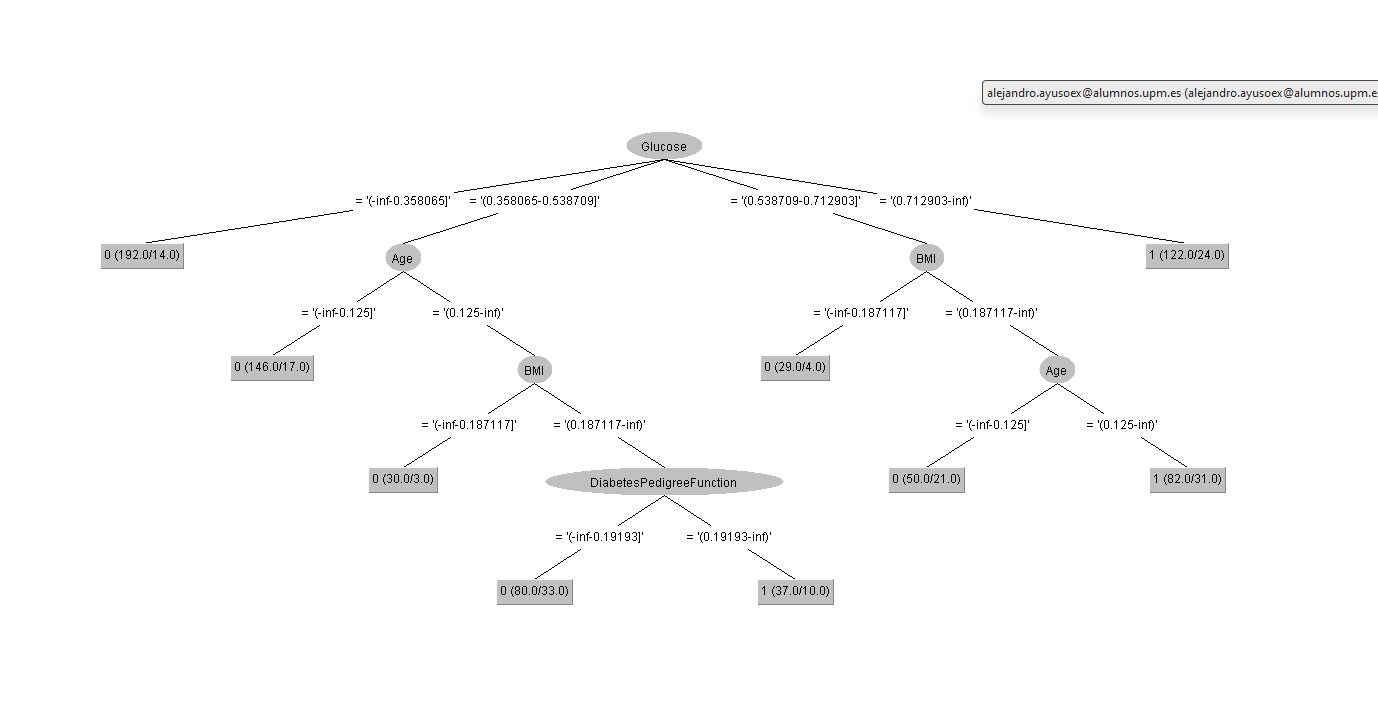 alejandro.ayusoex@alumnos.upm.es (alejandro.ayusoex@alumnos.upm.e
Glucose
= '(-inf-0.358065]' = '(0.358065-0.538709]' = '(0.538709-0.712903]' = '(0.712903-inf)'
0 (192.0/14.0) Age BMI 1 (122.0/24.0)
= '(-inf-0.125]' = '(0.125-inf)' = '(-inf-0.187117]' = '(0.187117-inf)'
0 (146.0/17.0) BMI 0 (29.0/4.0) Age
= '(-inf-0.187117]' = '(0.187117-inf)' = '(-inf-0.125]' = '(0.125-inf)'
0 (30.0/3.0) DiabetesPedigreeFunction 0 (50.0/21.0) 1 (82.0/31.0)
= '(-inf-0.19193]' = '(0.19193-inf)'
0 (80.0/33.0) 1 (37.0/10.0)